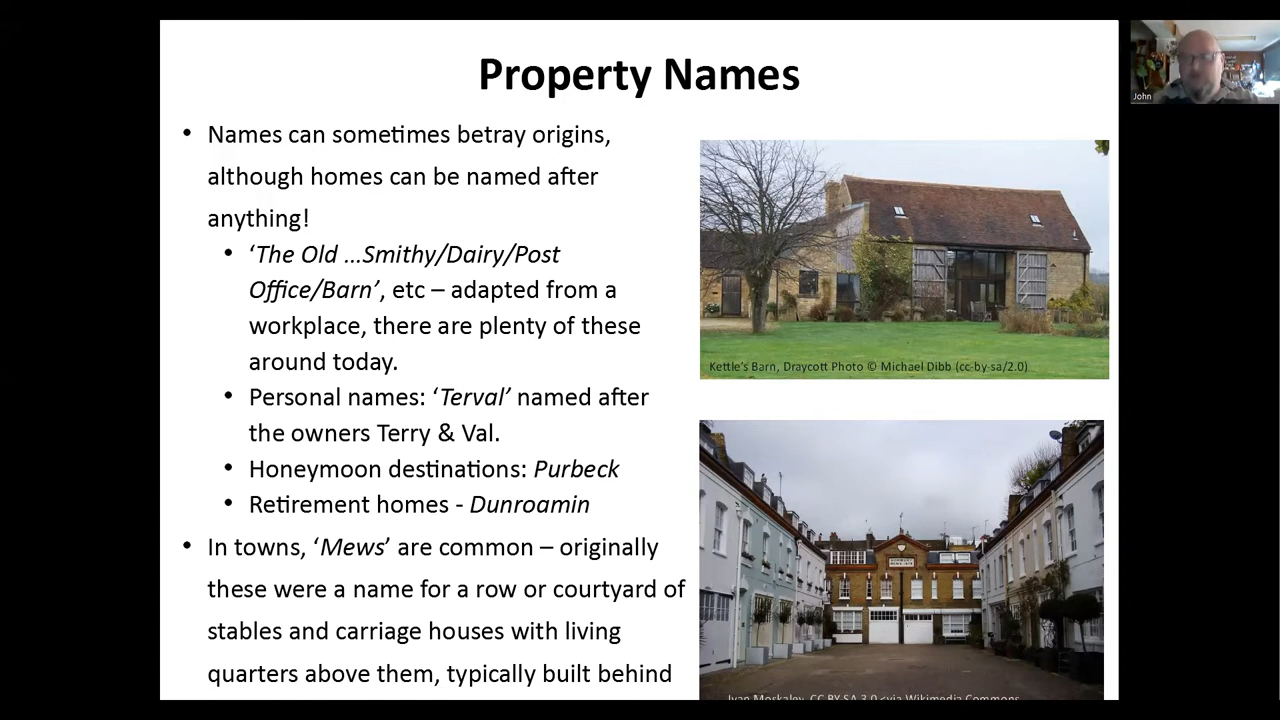 Property Names
• Names can sometimes betray origins,
although homes can be named after
anything!
• ‘The Old …Smithy/Dairy/Post
Office/Barn’, etc – adapted from a
workplace, there are plenty of these
around today.
• Personal names: ‘Terval’ named after
the owners Terry & Val.
• Honeymoon destinations: Purbeck
• Retirement homes - Dunroamin
• In towns, ‘Mews’ are common – originally
these were a name for a row or courtyard of
stables and carriage houses with living
quarters above them, typically built behind
Kettle's Barn, Draycott Photo © Michael Dibb (cc-by-sa/2.0)
Ivan Moskalev, CC BY-SA 3.0 <via Wikimedia Commons
John